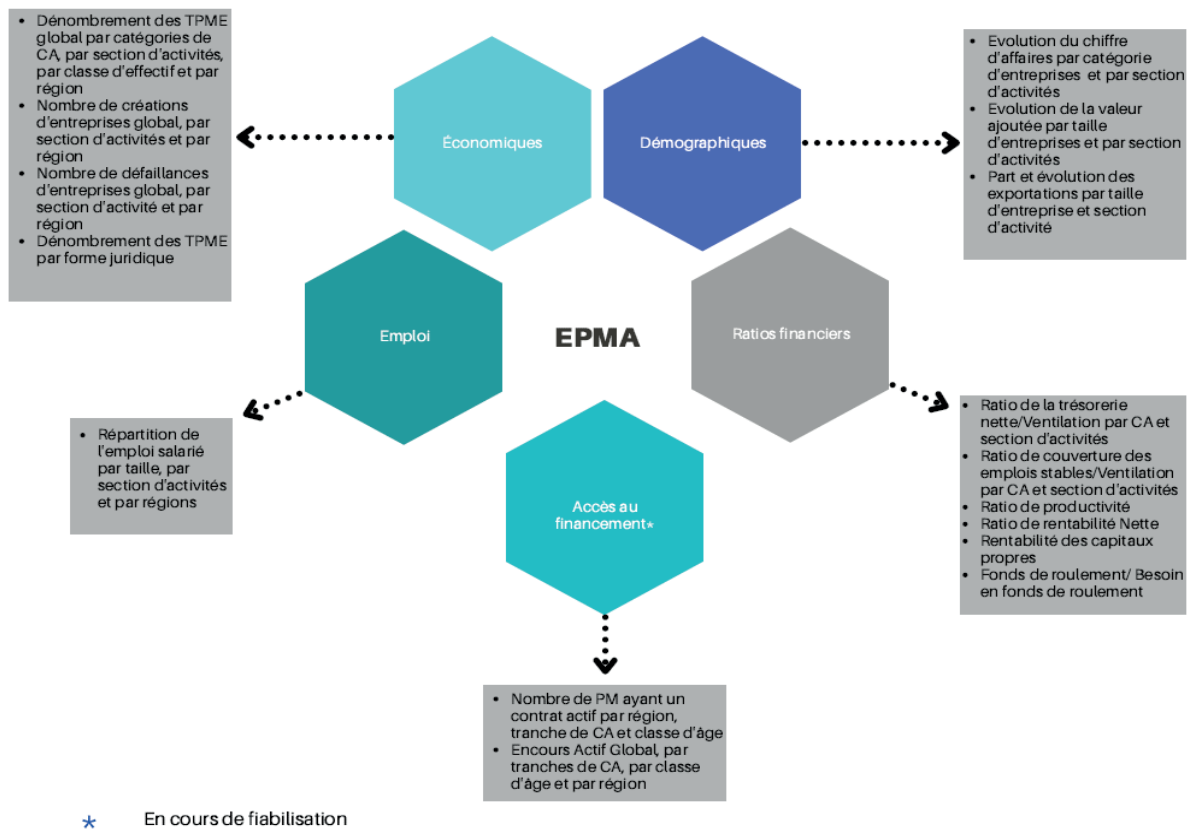 • Dénombrement des TPME
global par catégories de
CA, par section d'activités,
par classe d'effectif et par
région
• Nombre de créations
d'entreprises global, par
section d'activités et par
région
• Nombre de défaillances
d'entreprises global, par
section d'activité et par
région
• Dénombrement des TPME
par forme juridique
Économiques
Démographiques
• Evolution du chiffre
d'affaires par catégorie
d'entreprises et par section
d'activités
• Evolution de la valeur
ajoutée par taille
d'entreprises et par section
d'activités
• Part et évolution des
exportations par taille
d'entreprise et section
d'activité
Emploi
EPMA
Ratios financiers
• Répartition de
l'emploi salarié
par taille, par
section d'activités
et par régions
Accès au
financement*
• Ratio de la trésorerie
nette/Ventilation par CA et
section d'activités
• Ratio de couverture des
emplois stables/Ventilation
par CA et section d'activités
• Ratio de productivité
• Ratio de rentabilité Nette
• Rentabilité des capitaux
propres
• Fonds de roulement/ Besoin
en fonds de roulement
• Nombre de PM ayant un
contrat actif par région,
tranche de CA et classe d'âge
• Encours Actif Global, par
tranches de CA, par classe
d'âge et par région
* En cours de fiabilisation